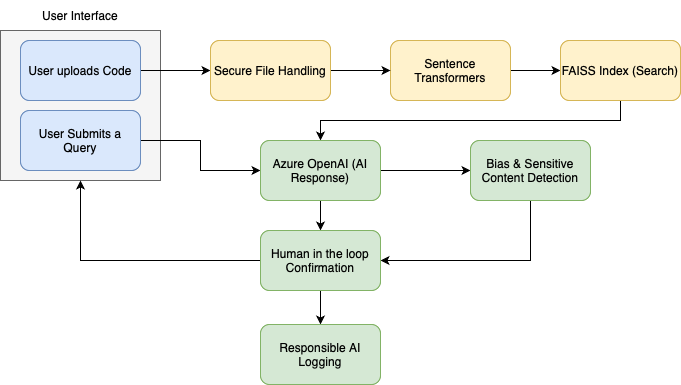 User Interface
User uploads Code
Secure File Handling
Sentence
Transformers
FAISS Index (Search)
User Submits a
Query
Azure OpenAI (AI
Response)
Bias & Sensitive
Content Detection
Human in the loop
Confirmation
Responsible AI
Logging